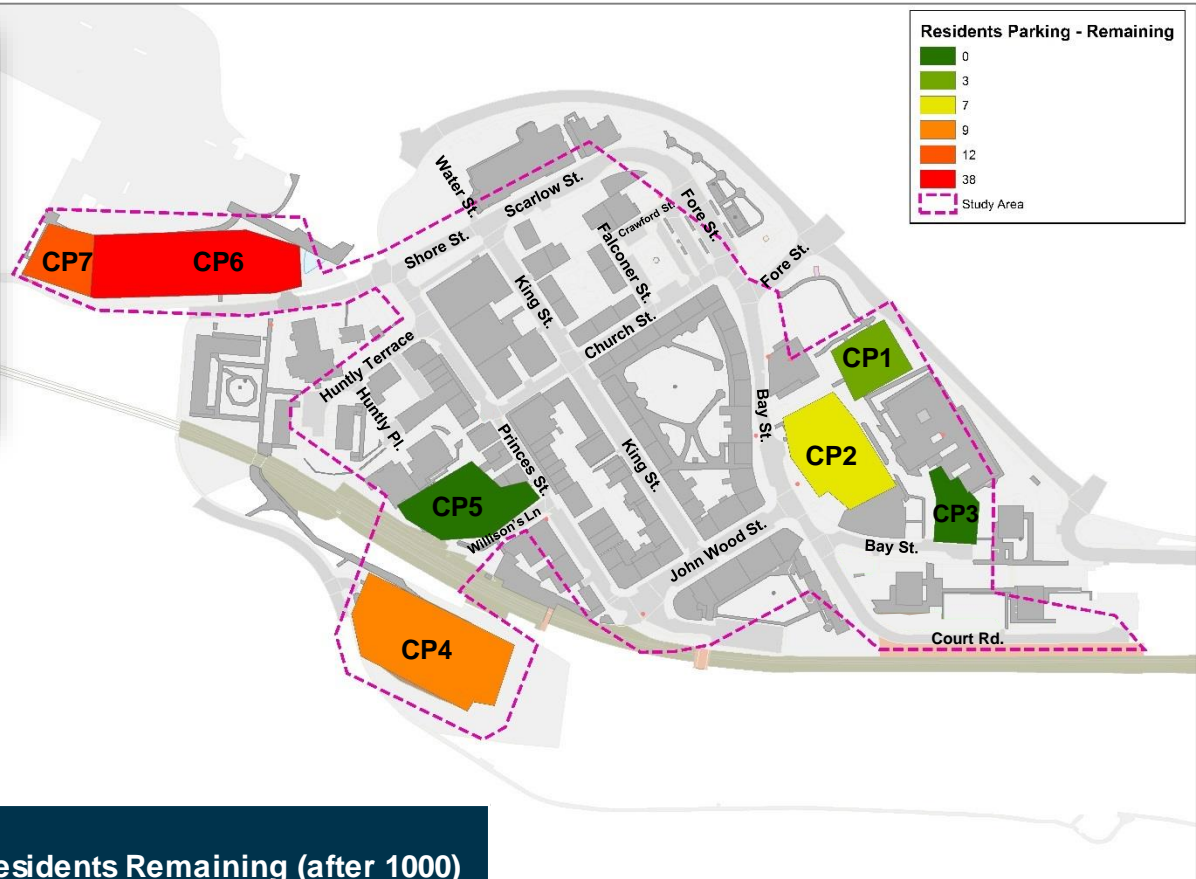 Residents Parking - Remaining
0
3
7
9
12
38
Study Area
Water St.
Scarlow St.
Fore St.
Crawford St.
Falconer St.
Shore St.
Fore St.
CP7
CP6
King St.
Church St.
CP1
Huntly Terrace
Huntly Pl.
Bay St.
Princes St.
King St.
CP2
CP5
CP3
Willison's Ln
John Wood St.
Bay St.
CP4
Court Rd.
esidents Remaining (after 1000)